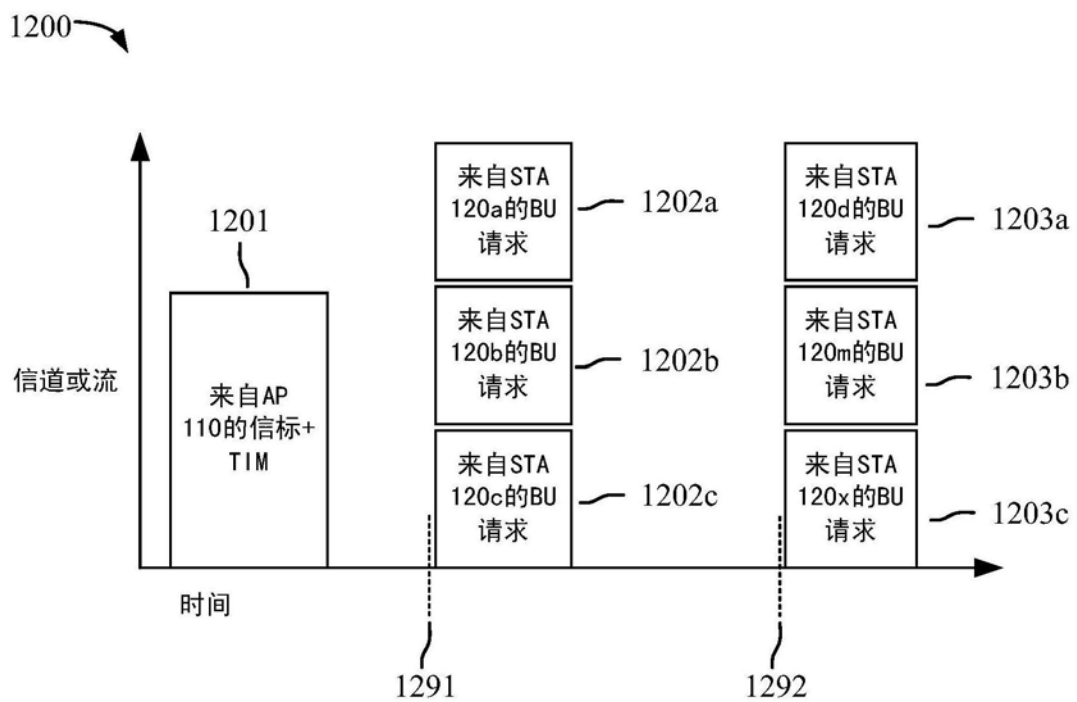 1200
1201
信道或流
来自AP
110的信标+
TIM
来自STA
120a的BU
请求
1202a
来自STA
120b的BU
请求
1202b
来自STA
120c的BU
请求
1202c
来自STA
120d的BU
请求
1203a
来自STA
120m的BU
请求
1203b
来自STA
120x的BU
请求
1203c
时间
1291
1292